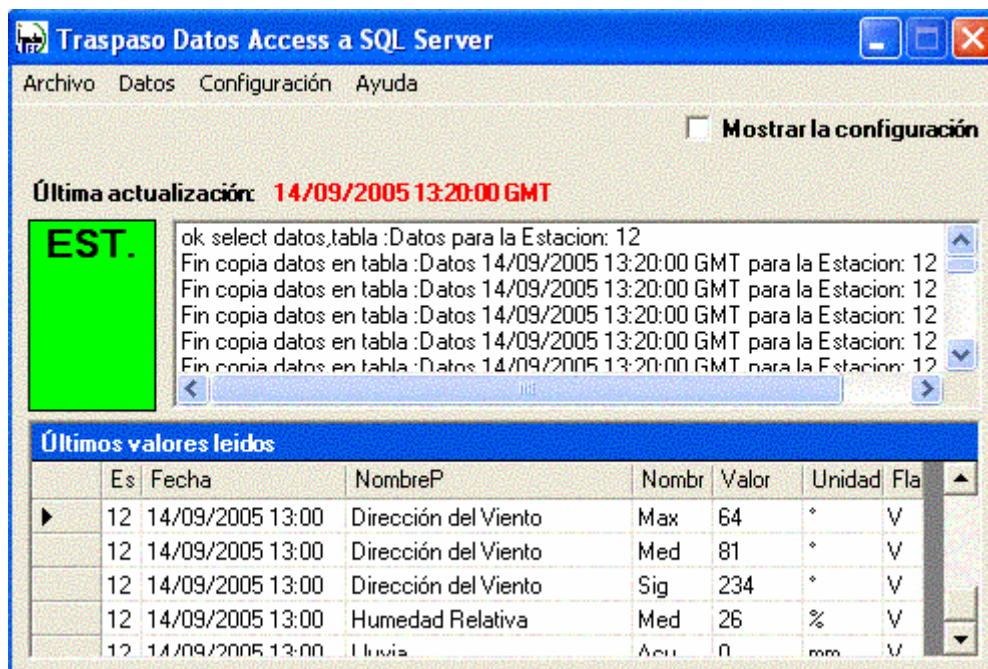 Traspaso Datos Access a SQL Server
Archivo Datos Configuración Ayuda
Mostrar la configuración
Última actualización: 14/09/2005 13:20:00 GMT
EST.
ok select datos,tabla :Datos para la Estacion: 12
Fin copia datos en tabla :Datos 14/09/2005 13:20:00 GMT para la Estacion: 12
Fin copia datos en tabla :Datos 14/09/2005 13:20:00 GMT para la Estacion: 12
Fin copia datos en tabla :Datos 14/09/2005 13:20:00 GMT para la Estacion: 12
Fin copia datos en tabla :Datos 14/09/2005 13:20:00 GMT para la Estacion: 12
Fin copia datos en tabla :Datos 14/09/2005 13:20:00 GMT para la Estacion: 12
Últimos valores leidos
Es Fecha NombreP Nombr Valor Unidad Fla
12 14/09/2005 13:00 Dirección del Viento Max 64 ° V
12 14/09/2005 13:00 Dirección del Viento Med 81 ° V
12 14/09/2005 13:00 Dirección del Viento Sig 234 ° V
12 14/09/2005 13:00 Humedad Relativa Med 26 % V
12 14/09/2005 13:00 Lluvia Acu 0 mm V